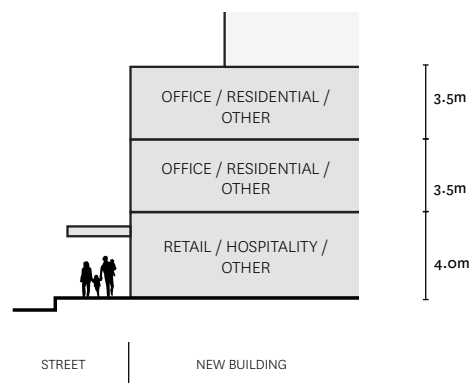 OFFICE / RESIDENTIAL /
OTHER
3.5m
OFFICE / RESIDENTIAL /
OTHER
3.5m
RETAIL / HOSPITALITY /
OTHER
4.0m
STREET
NEW BUILDING